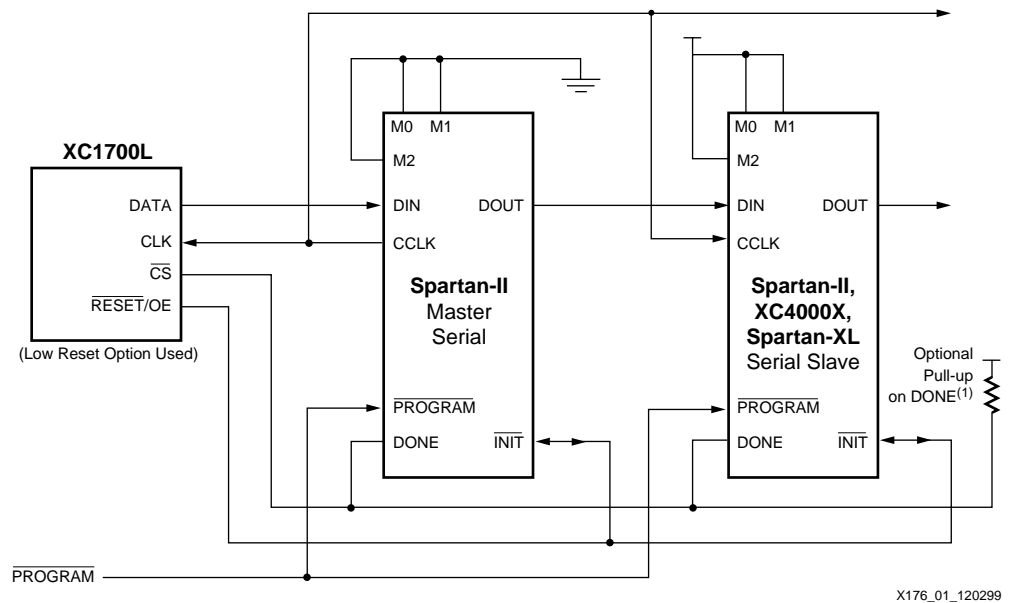 XC1700L
DATA
CLK
CS
RESET/OE
(Low Reset Option Used)
M0 M1
M2
DIN DOUT
CCLK
Spartan-II
Master
Serial
PROGRAM
DONE INIT
M0 M1
M2
DIN DOUT
CCLK
Spartan-II,
XC4000X,
Spartan-XL
Serial Slave
PROGRAM
DONE INIT
Optional
Pull-up
on DONE(1)
PROGRAM
X176_01_120299